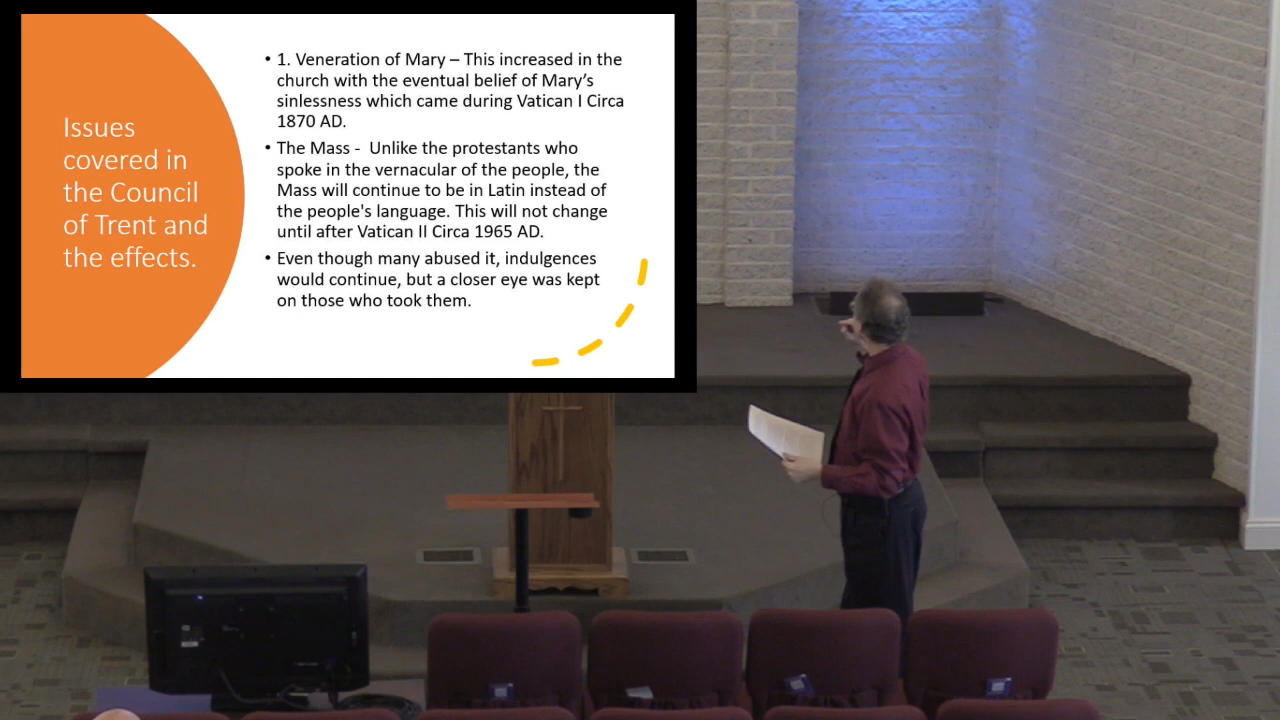 Issues
covered in
the Council
of Trent and
the effects.
• 1. Veneration of Mary – This increased in the
church with the eventual belief of Mary’s
sinlessness which came during Vatican I Circa
1870 AD.
• The Mass -  Unlike the protestants who
spoke in the vernacular of the people, the
Mass will continue to be in Latin instead of
the people's language. This will not change
until after Vatican II Circa 1965 AD.
• Even though many abused it, indulgences
would continue, but a closer eye was kept
on those who took them.